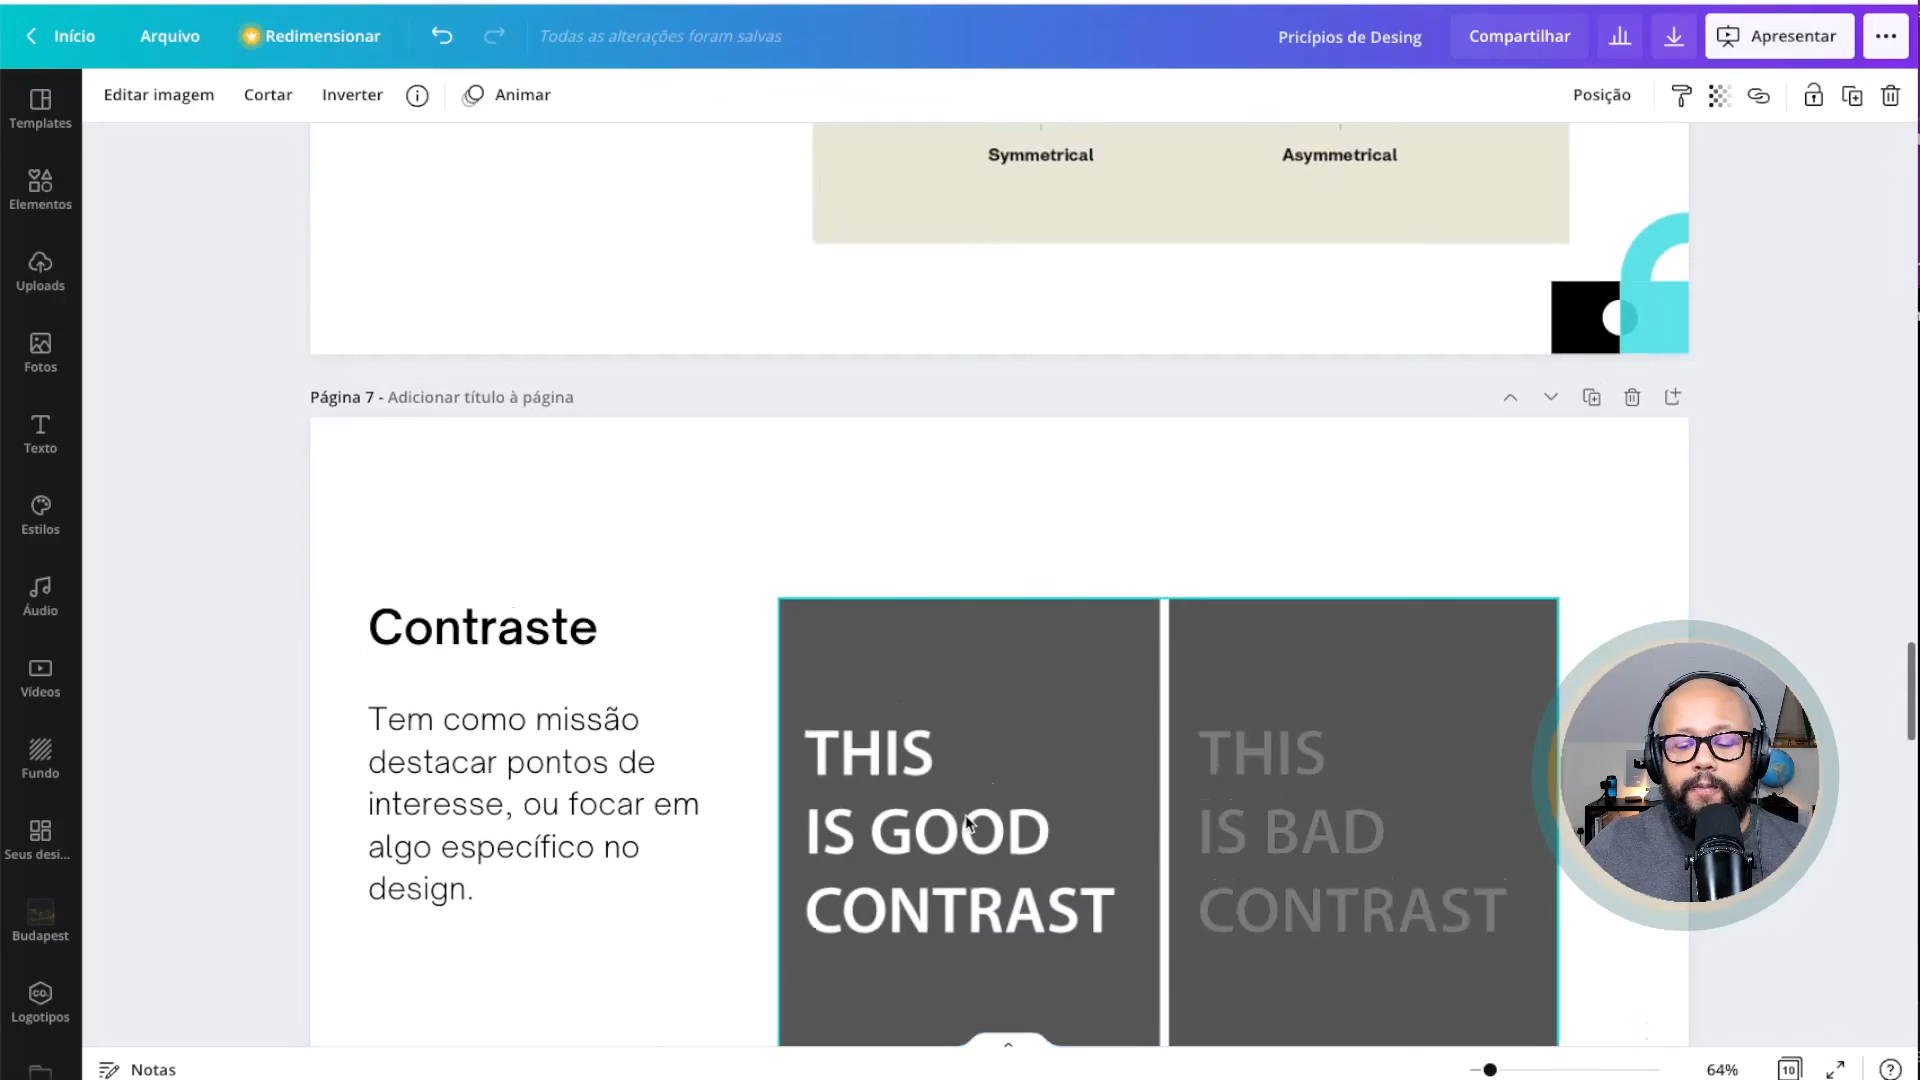 Início
Arquivo
Redimensionar
Todas as alterações foram salvas
Pricípios de Desing
Compartilhar
Apresentar
Editar imagem
Cortar
Inverter
Animar
Posição
Templates
Elementos
Uploads
Fotos
Texto
Estilos
Áudio
Vídeos
Fundo
Seus desi...
Budapest
CO.
Logotipos
Symmetrical
Asymmetrical
Página 7 - Adicionar título à página
Contraste
Tem como missão
destacar pontos de
interesse, ou focar em
algo específico no
design.
THIS
IS GOOD
CONTRAST
THIS
IS BAD
CONTRAST
Notas
64%
10
?